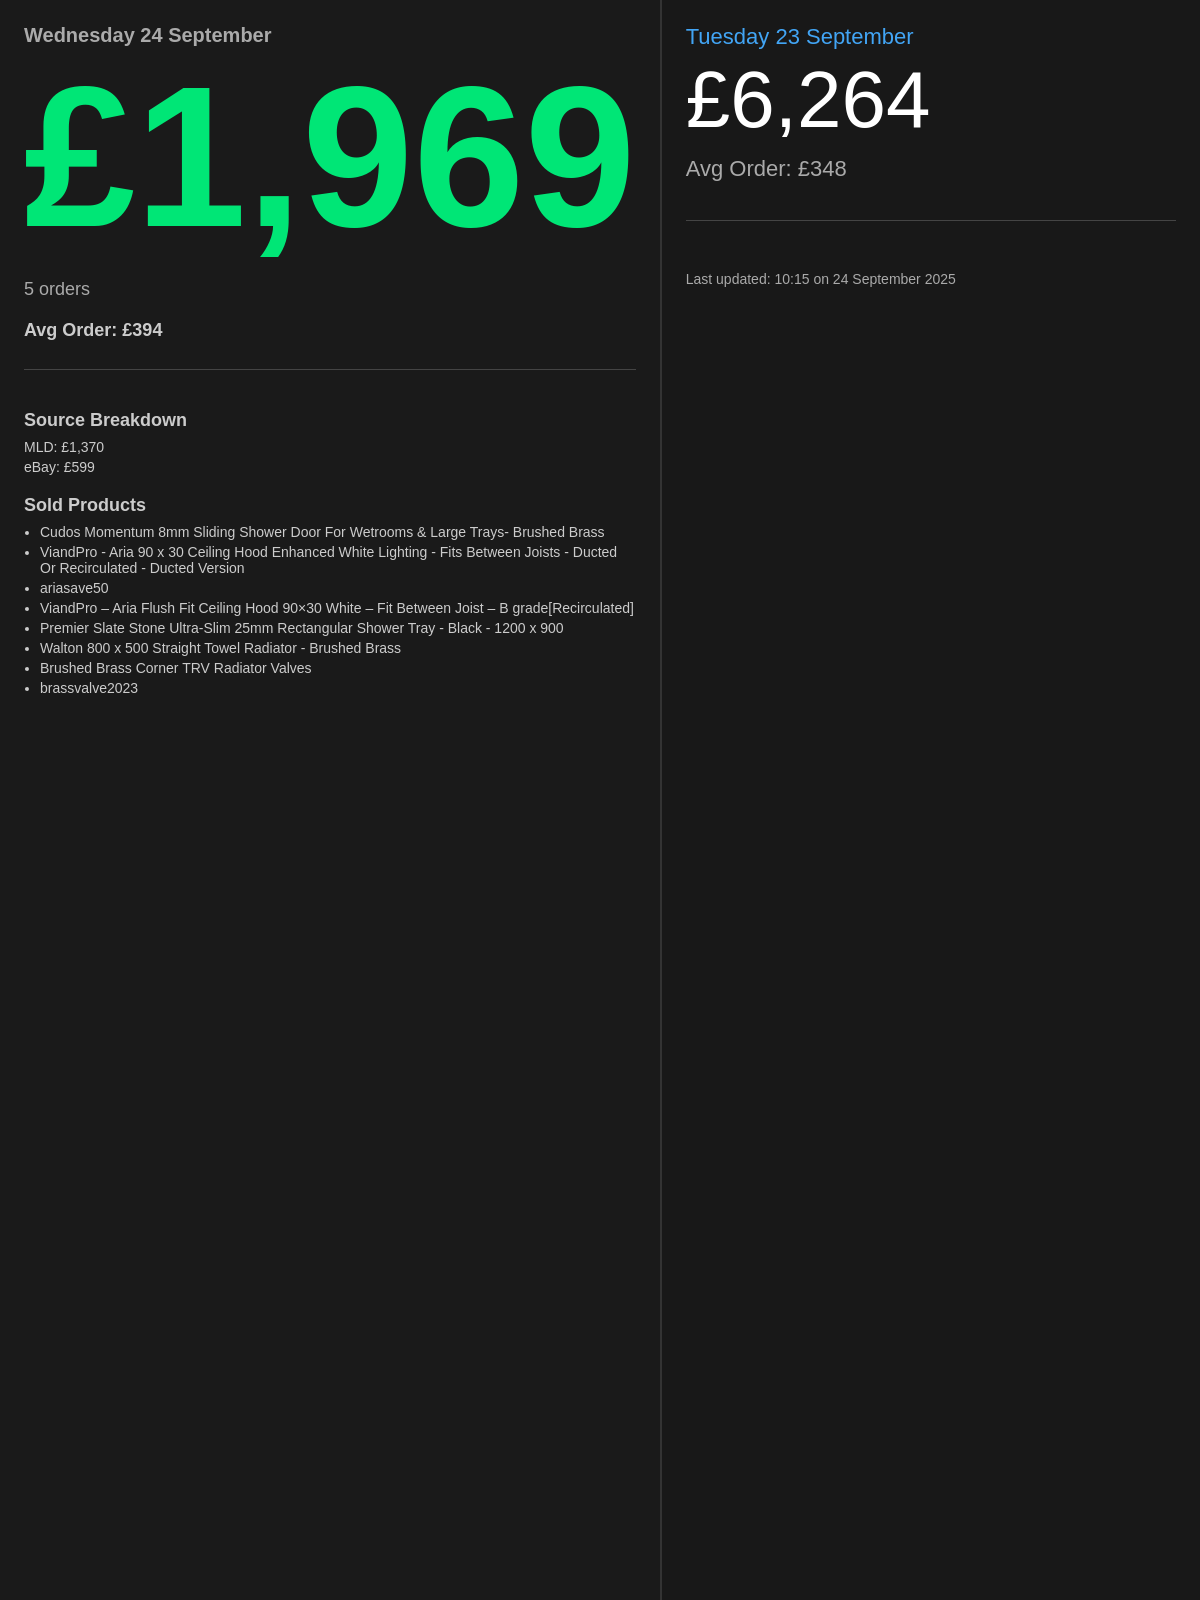 Wednesday 24 September
£1,969
5 orders
Avg Order: £394
Source Breakdown
MLD: £1,370
eBay: £599
Sold Products
• Cudos Momentum 8mm Sliding Shower Door For Wetrooms & Large Trays- Brushed Brass
• ViandPro - Aria 90 x 30 Ceiling Hood Enhanced White Lighting - Fits Between Joists - Ducted
Or Recirculated - Ducted Version
• ariasave50
• ViandPro – Aria Flush Fit Ceiling Hood 90×30 White – Fit Between Joist – B grade[Recirculated]
• Premier Slate Stone Ultra-Slim 25mm Rectangular Shower Tray - Black - 1200 x 900
• Walton 800 x 500 Straight Towel Radiator - Brushed Brass
• Brushed Brass Corner TRV Radiator Valves
• brassvalve2023
Tuesday 23 September
£6,264
Avg Order: £348
Last updated: 10:15 on 24 September 2025